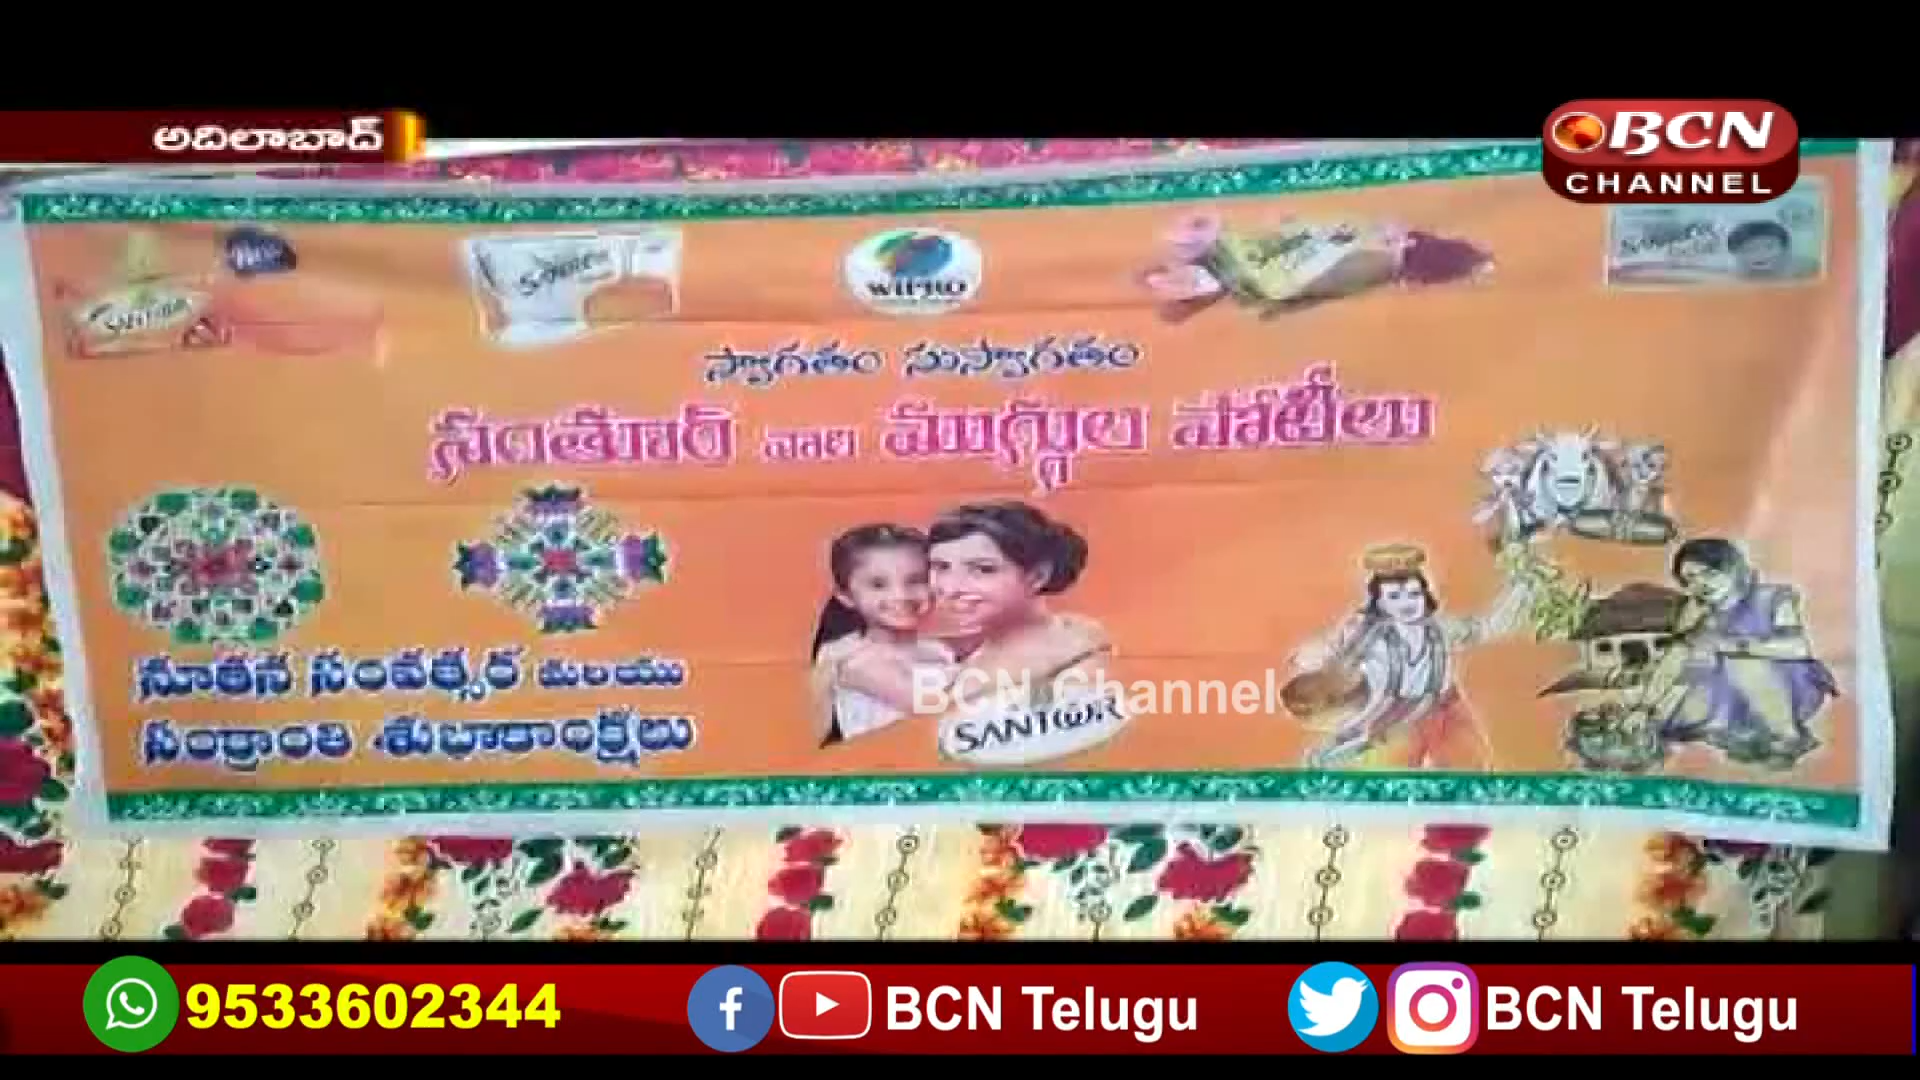 అదిలాబాద్
BCN
CHANNEL
Santoor
WIPRO
స్వాగతం సుస్వాగతం
సంతూర్ వారి ముగ్గుల పోటీలు
నూతన సంవత్సర మరియు
సంక్రాంతి శుభాకాంక్షలు
BCN Channel
SANTOOR
9533602344
BCN Telugu
BCN Telugu